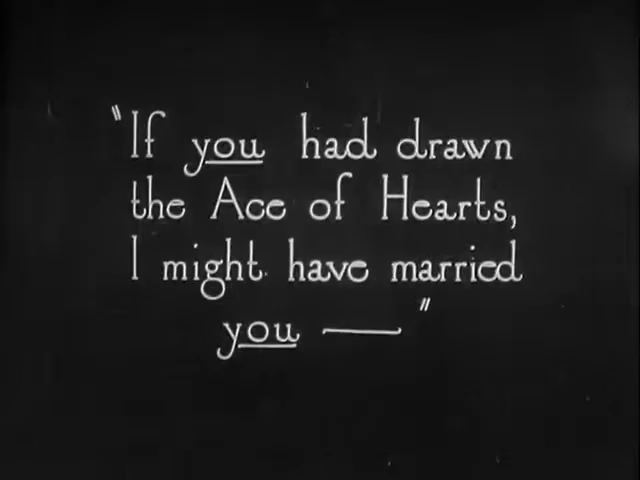 "If you had drawn
the Ace of Hearts,
I might have married
you —"